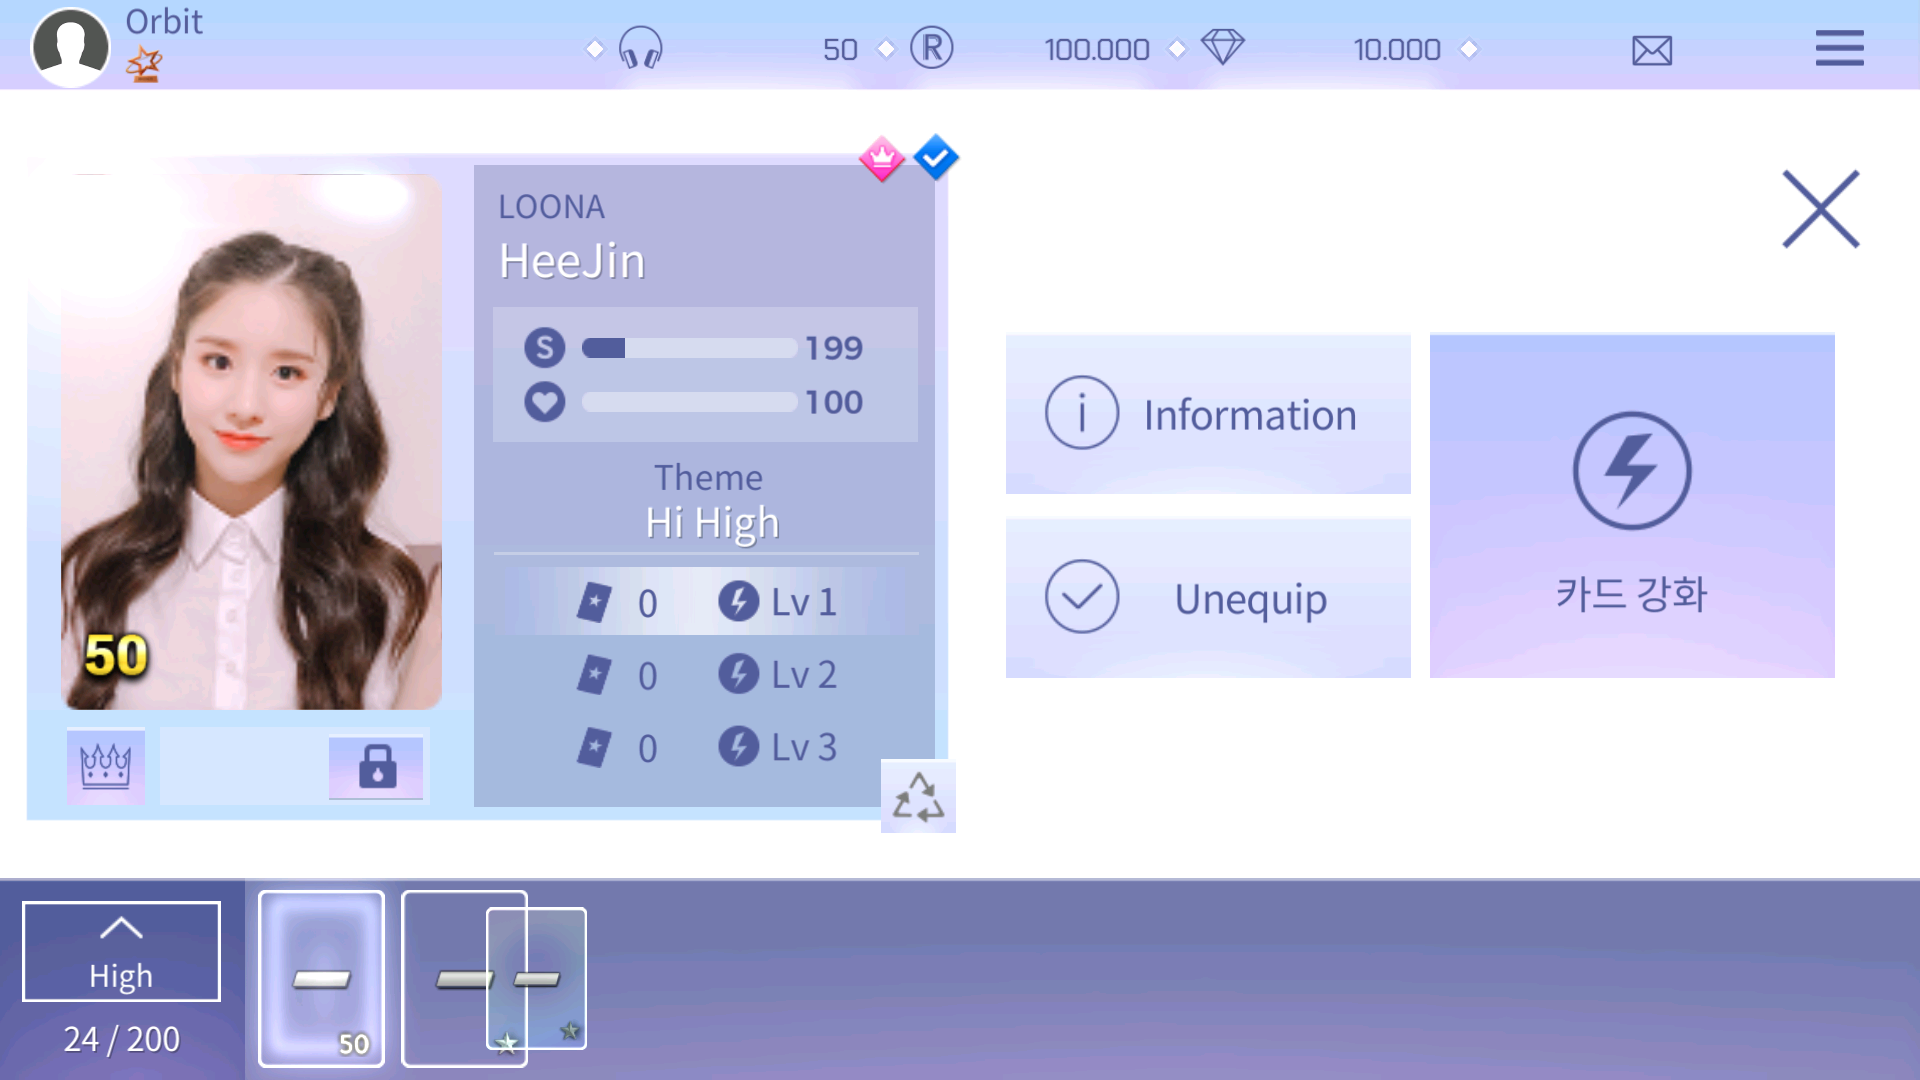 Orbit
50
R
100.000
10.000
LOONA
HeeJin
S
199
100
Theme
Hi High
0
Lv 1
0
Lv 2
0
Lv 3
50
i
Information
Unequip
카드 강화
High
24 / 200
50